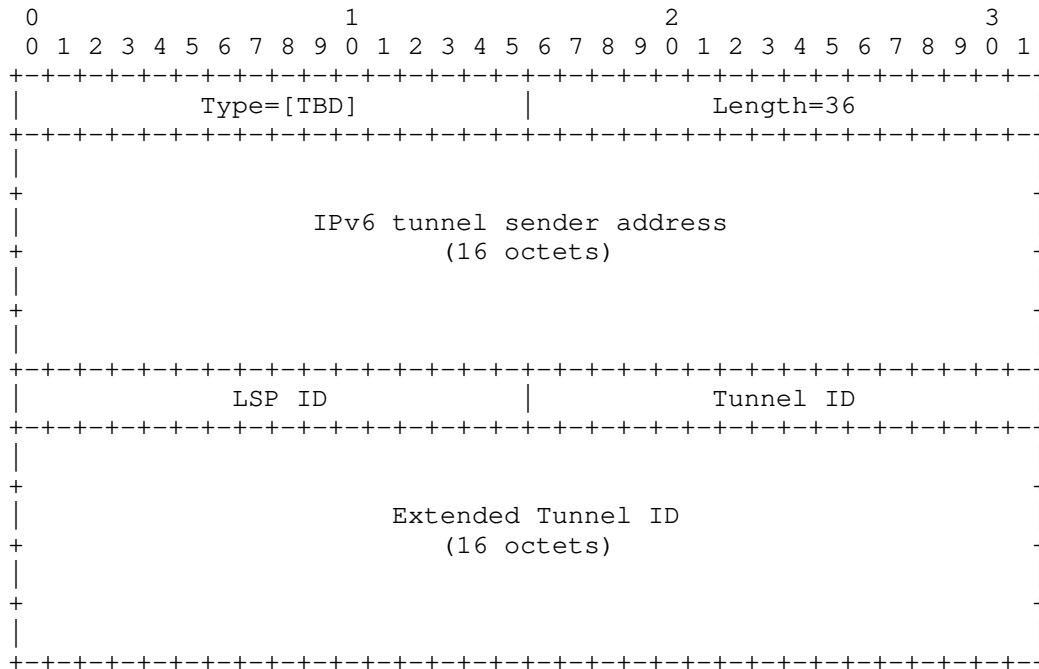 0                   1                   2                   3
 0 1 2 3 4 5 6 7 8 9 0 1 2 3 4 5 6 7 8 9 0 1 2 3 4 5 6 7 8 9 0 1
+-+-+-+-+-+-+-+-+-+-+-+-+-+-+-+-+-+-+-+-+-+-+-+-+-+-+-+-+-+-+-+--
|           Type=[TBD]          |           Length=36
+-+-+-+-+-+-+-+-+-+-+-+-+-+-+-+-+-+-+-+-+-+-+-+-+-+-+-+-+-+-+-+--
|
+                                                               -
|                  IPv6 tunnel sender address
+                          (16 octets)                          -
|
+                                                               -
|
+-+-+-+-+-+-+-+-+-+-+-+-+-+-+-+-+-+-+-+-+-+-+-+-+-+-+-+-+-+-+-+--
|             LSP ID            |           Tunnel ID
+-+-+-+-+-+-+-+-+-+-+-+-+-+-+-+-+-+-+-+-+-+-+-+-+-+-+-+-+-+-+-+--
|
+                                                               -
|                       Extended Tunnel ID
+                          (16 octets)                          -
|
+                                                               -
|
+-+-+-+-+-+-+-+-+-+-+-+-+-+-+-+-+-+-+-+-+-+-+-+-+-+-+-+-+-+-+-+--